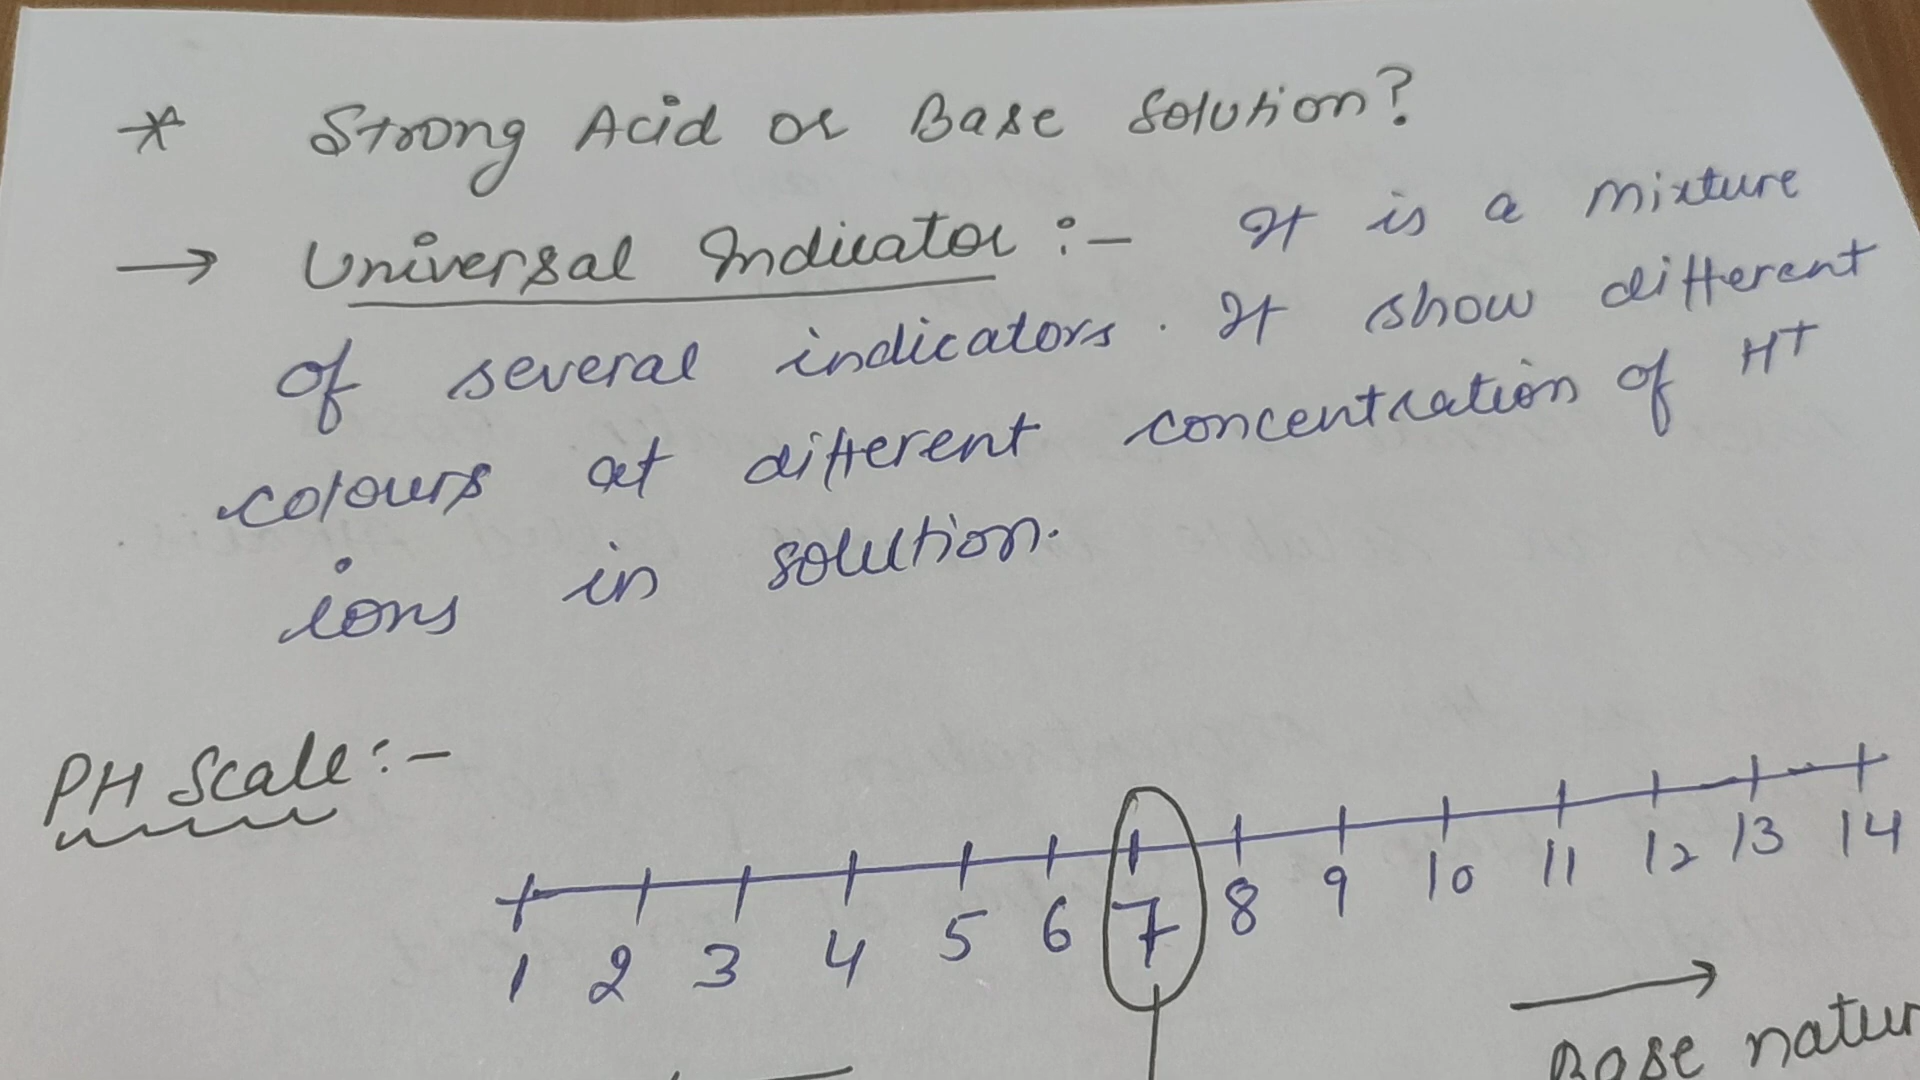 * Strong Acid or Base Solution?
→ Universal Indicator :- It is a mixture
of several indicators. It show different
colours at different concentration of H+
ions in solution.
PH Scale:-
1 2 3 4 5 6 7 8 9 10 11 12 13 14
→
Base natur